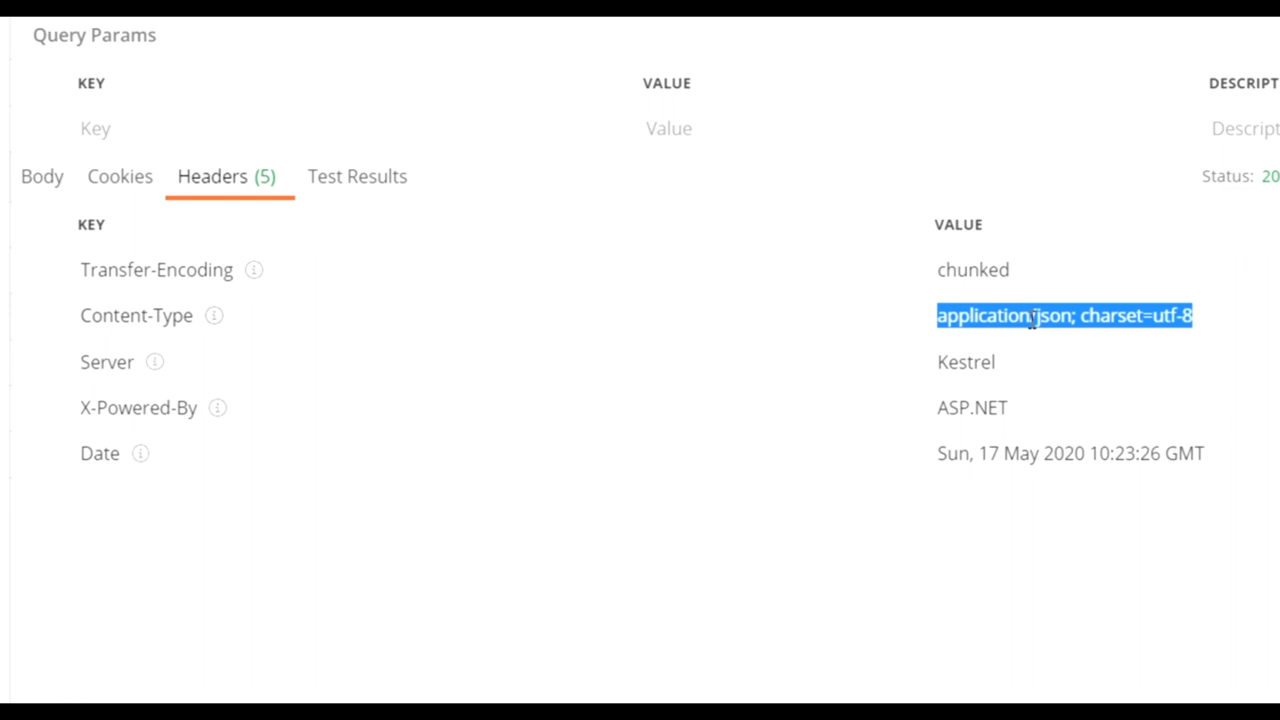 Query Params
KEY VALUE DESCRIPT
Key Value Descript
Body Cookies Headers (5) Test Results Status: 20
KEY VALUE
Transfer-Encoding chunked
Content-Type application/json; charset=utf-8
Server Kestrel
X-Powered-By ASP.NET
Date Sun, 17 May 2020 10:23:26 GMT